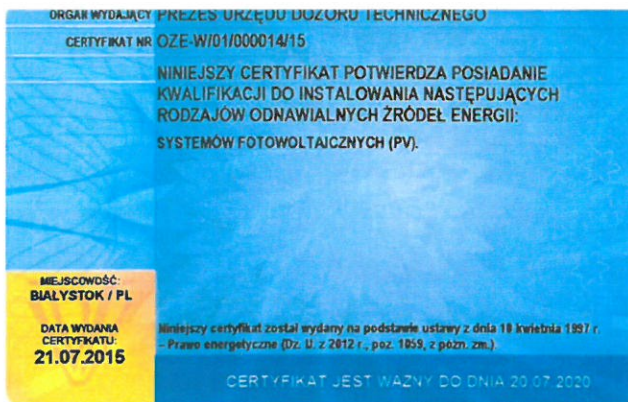 ORGAN WYDAJĄCY PREZES URZĘDU DOZORU TECHNICZNEGO
CERTYFIKAT NR OZE-W/01/000014/15
NINIEJSZY CERTYFIKAT POTWIERDZA POSIADANIE
KWALIFIKACJI DO INSTALOWANIA NASTĘPUJĄCYCH
RODZAJÓW ODNAWIALNYCH ŹRÓDEŁ ENERGII:
SYSTEMÓW FOTOWOLTAICZNYCH (PV).
MIEJSCOWOŚĆ:
BIAŁYSTOK / PL
DATA WYDANIA
CERTYFIKATU:
21.07.2015
Niniejszy certyfikat został wydany na podstawie ustawy z dnia 10 kwietnia 1997 r.
– Prawo energetyczne (Dz. U. z 2012 r., poz. 1059, z późn. zm.).
CERTYFIKAT JEST WAŻNY DO DNIA 20.07.2020